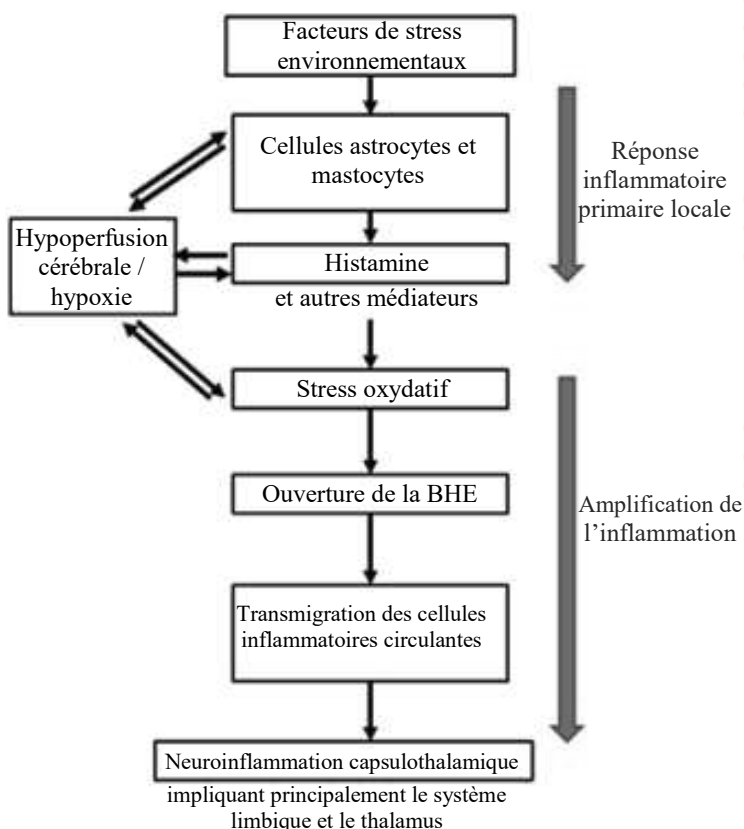 Facteurs de stress
environnementaux
Cellules astrocytes et
mastocytes
Réponse
inflammatoire
primaire locale
Hypoperfusion
cérébrale /
hypoxie
Histamine
et autres médiateurs
Stress oxydatif
Ouverture de la BHE
Amplification de
l’inflammation
Transmigration des cellules
inflammatoires circulantes
Neuroinflammation capsulothalamique
impliquant principalement le système
limbique et le thalamus